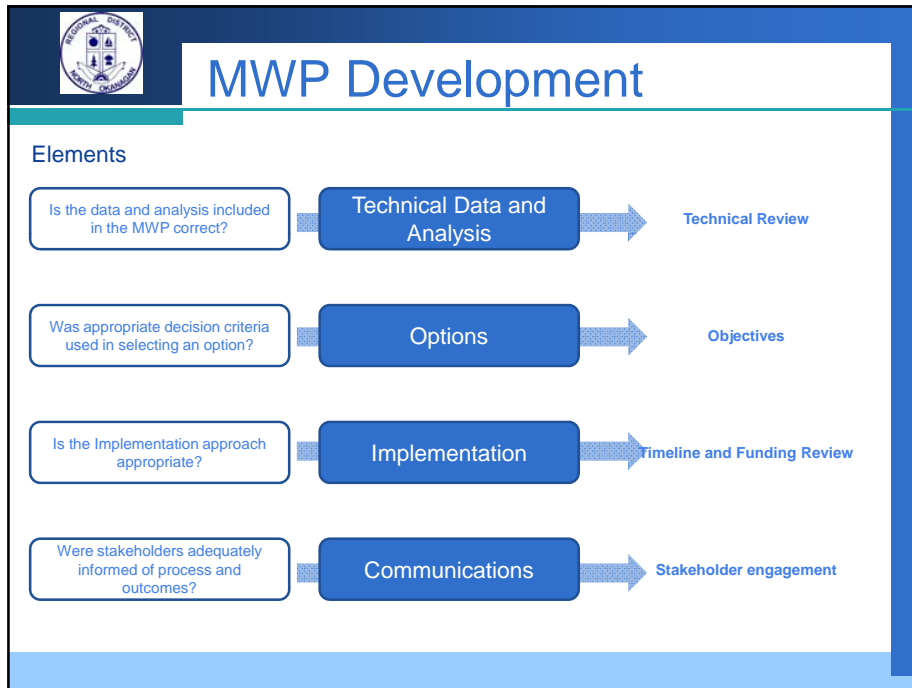 REGIONAL DISTRICT
NORTH OKANAGAN
MWP Development
Elements
Is the data and analysis included
in the MWP correct?
Technical Data and
Analysis
Technical Review
Was appropriate decision criteria
used in selecting an option?
Options
Objectives
Is the Implementation approach
appropriate?
Implementation
Timeline and Funding Review
Were stakeholders adequately
informed of process and
outcomes?
Communications
Stakeholder engagement